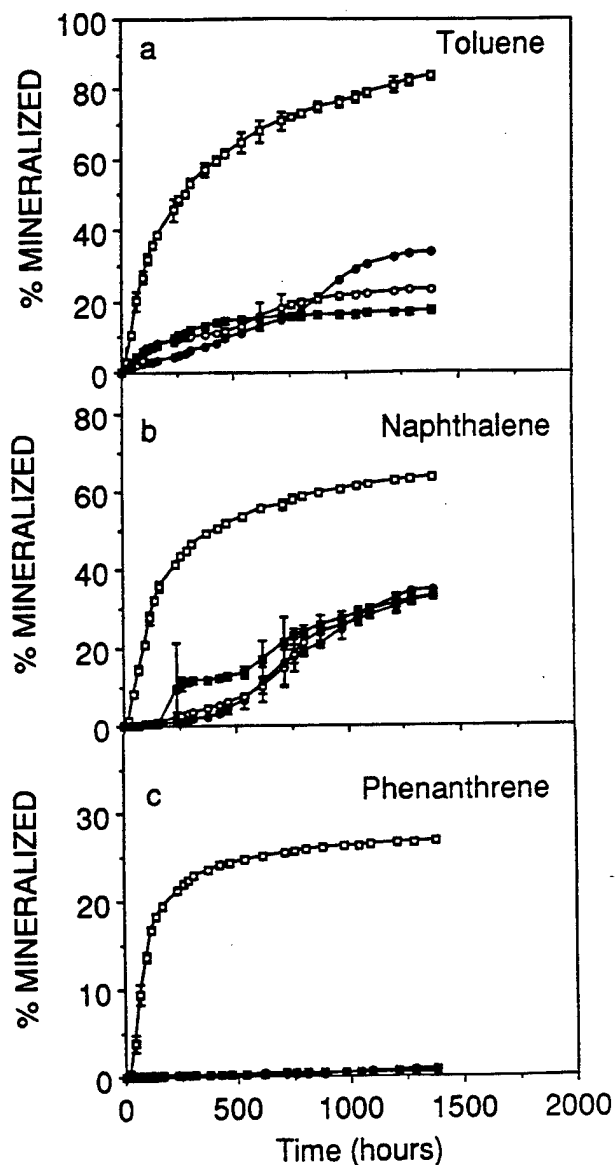 100
80
60
40
20
0
% MINERALIZED
a
Toluene
80
60
40
20
0
% MINERALIZED
b
Naphthalene
30
20
10
0
% MINERALIZED
c
Phenanthrene
0
500
1000
1500
2000
Time (hours)